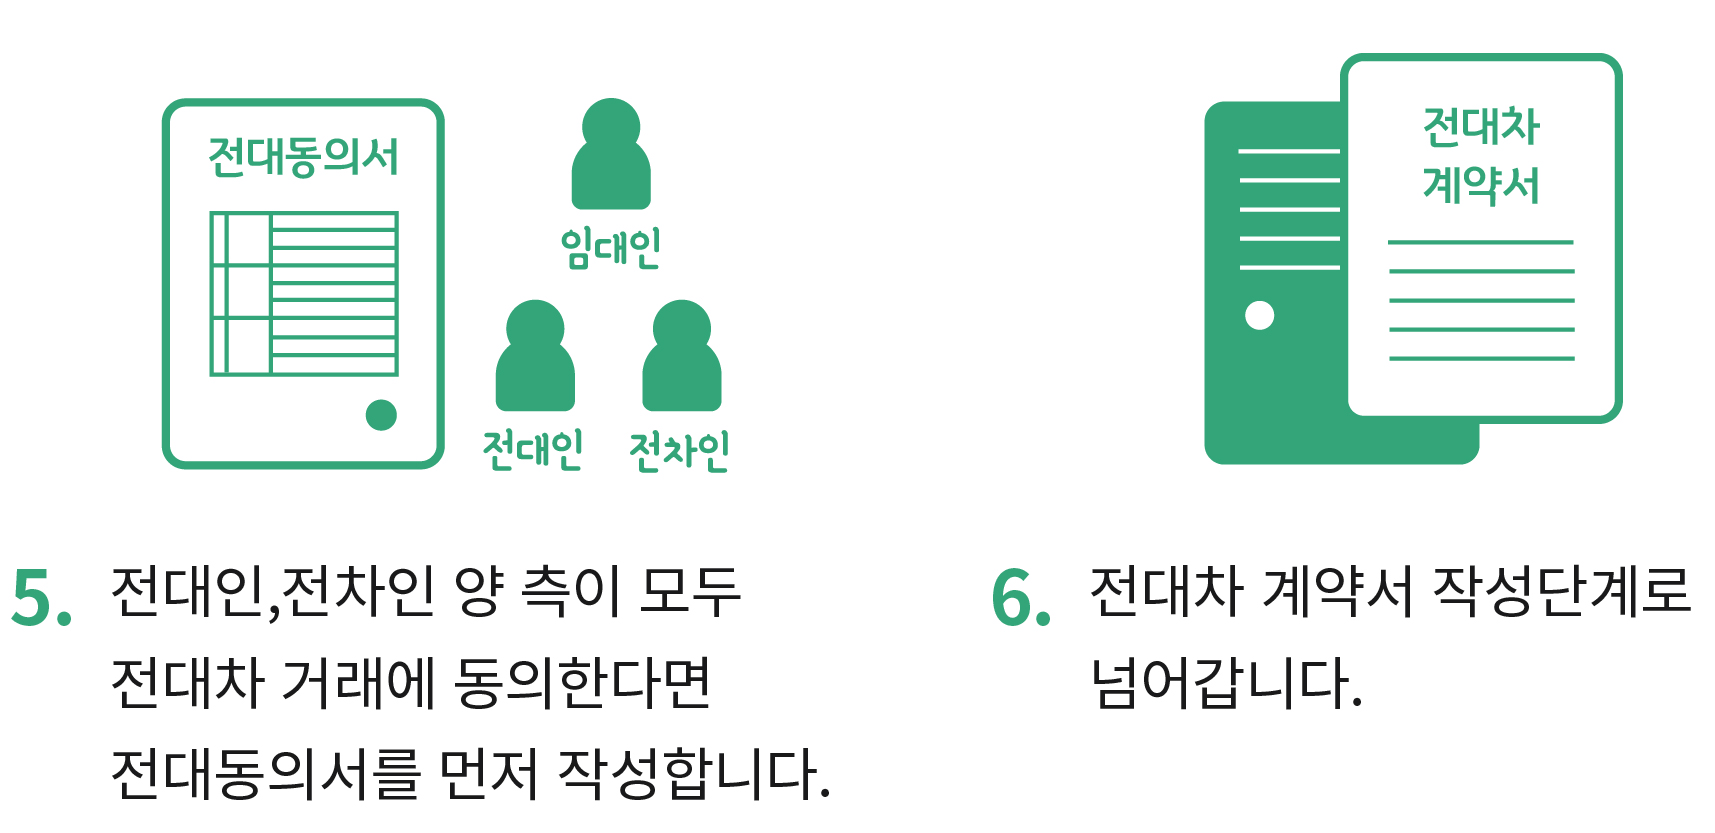 전대동의서
임대인
전대인
전차인
5. 전대인,전차인 양 측이 모두
전대차 거래에 동의한다면
전대동의서를 먼저 작성합니다.
전대차
계약서
6. 전대차 계약서 작성단계로
넘어갑니다.